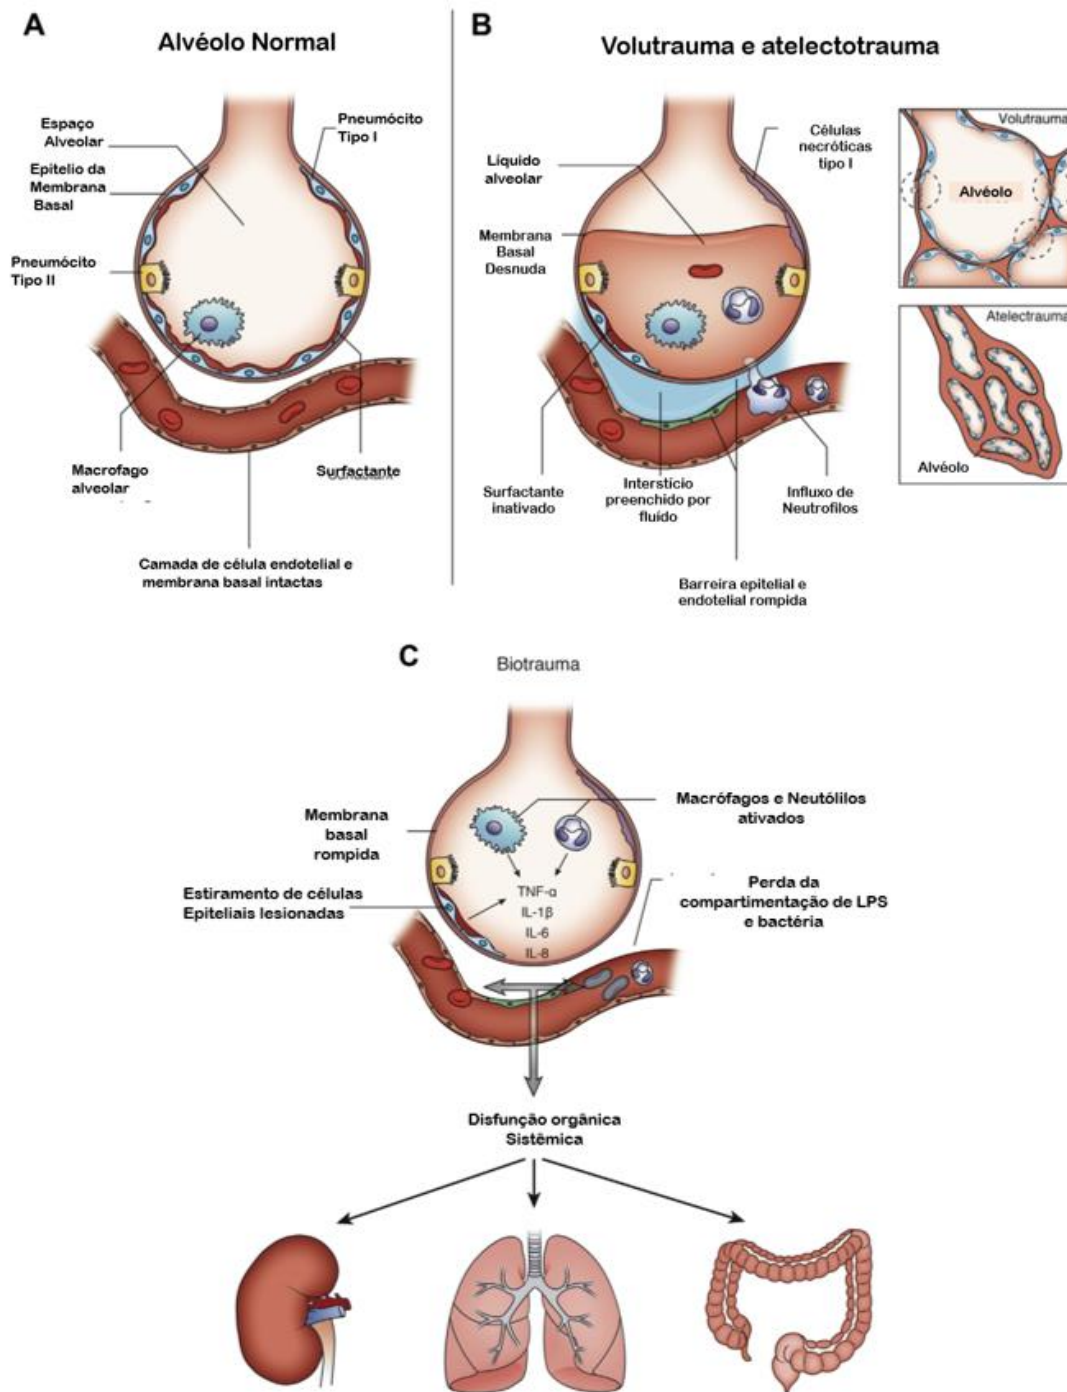 A
Alvéolo Normal
Espaço
Alveolar
Pneumócito
Tipo I
Epitelio da
Membrana
Basal
Pneumócito
Tipo II
Macrofago
alveolar
Surfactante
Camada de célula endotelial e
membrana basal intactas
B
Volutrauma e atelectotrauma
Líquido
alveolar
Células
necróticas
tipo I
Membrana
Basal
Desnuda
Surfactante
inativado
Interstício
preenchido por
fluído
Influxo de
Neutrofilos
Barreira epitelial e
endotelial rompida
Volutrauma
Alvéolo
Atelectrauma
Alvéolo
C
Biotrauma
Membrana
basal
rompida
Macrófagos e Neutólilos
ativados
Estiramento de células
Epiteliais lesionadas
TNF-α
IL-1β
IL-6
IL-8
Perda da
compartimentação de LPS
e bactéria
Disfunção orgânica
Sistêmica